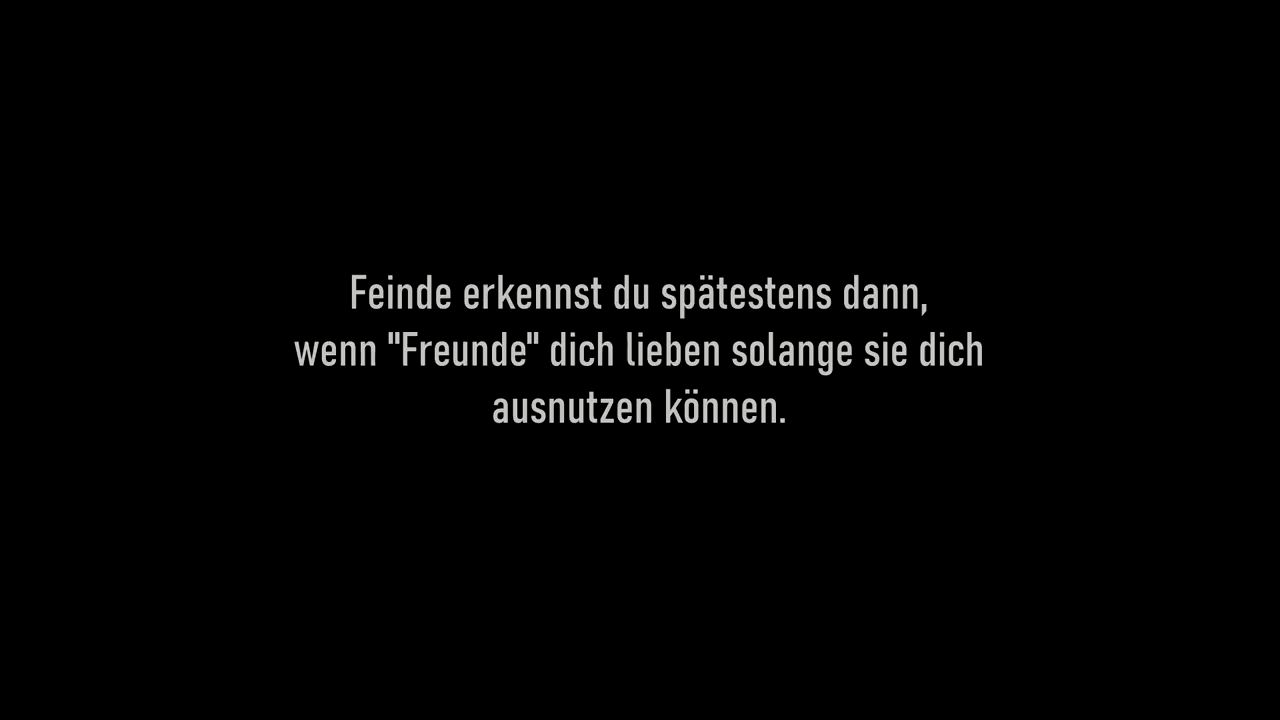 Feinde erkennst du spätestens dann,
wenn "Freunde" dich lieben solange sie dich
ausnutzen können.